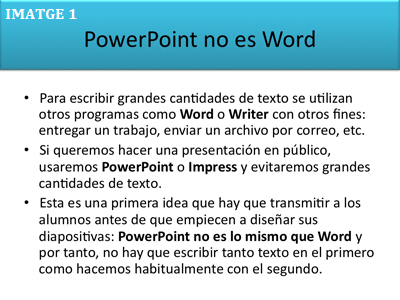 IMATGE 1
PowerPoint no es Word
• Para escribir grandes cantidades de texto se utilizan
otros programas como Word o Writer con otros fines:
entregar un trabajo, enviar un archivo por correo, etc.
• Si queremos hacer una presentación en público,
usaremos PowerPoint o Impress y evitaremos grandes
cantidades de texto.
• Esta es una primera idea que hay que transmitir a los
alumnos antes de que empiecen a diseñar sus
diapositivas: PowerPoint no es lo mismo que Word y
por tanto, no hay que escribir tanto texto en el primero
como hacemos habitualmente con el segundo.